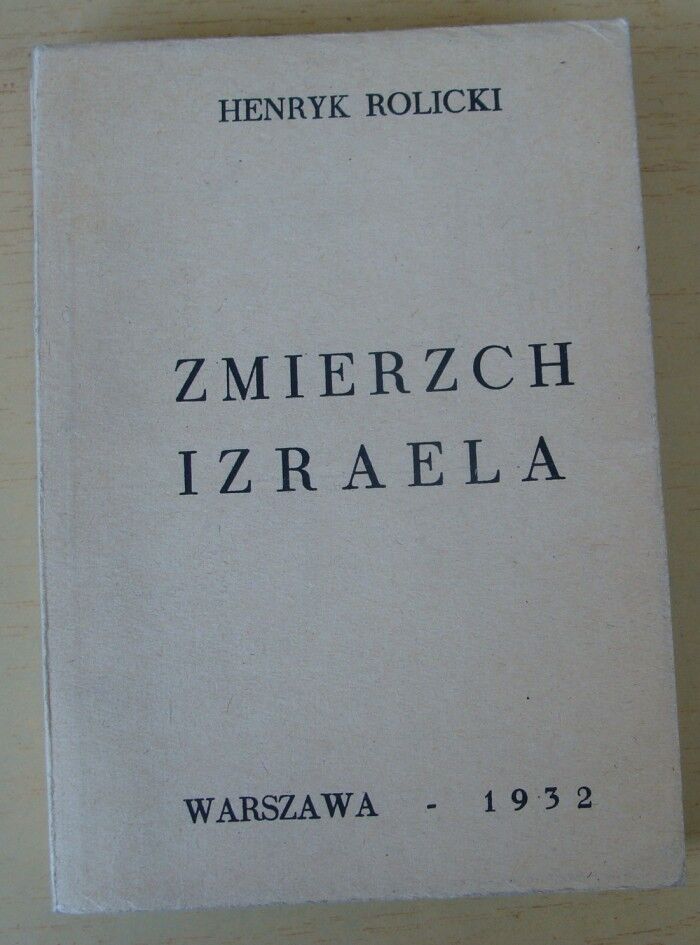 HENRYK ROLICKI
ZMIERZCH
IZRAELA
WARSZAWA - 1932